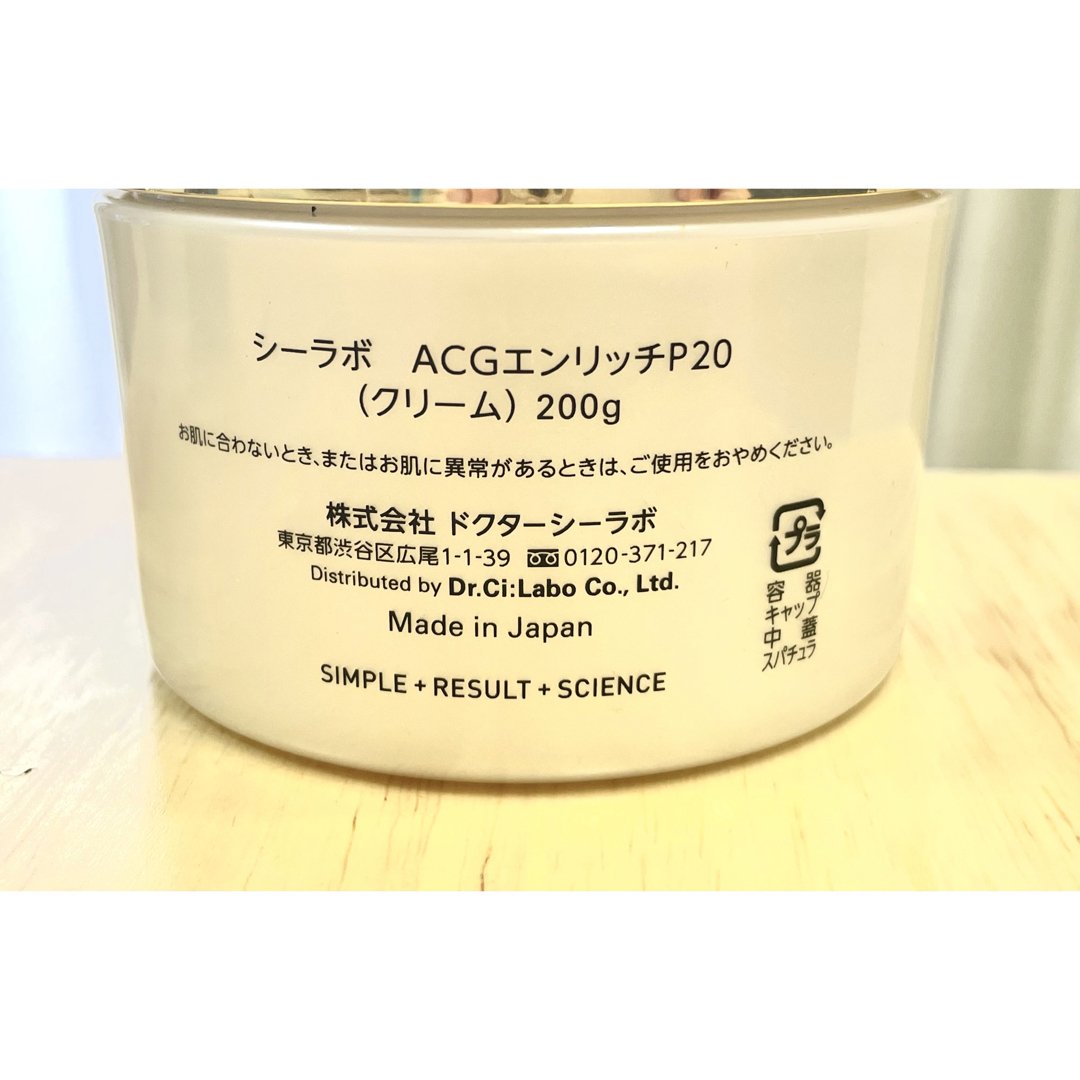 シーラボ ACGエンリッチP20
（クリーム）200g
お肌に合わないとき、またはお肌に異常があるときは、ご使用をおやめください。
株式会社 ドクターシーラボ
東京都渋谷区広尾1-1-39 0120-371-217
Distributed by Dr.Ci:Labo Co., Ltd.
Made in Japan
SIMPLE + RESULT + SCIENCE
プラ
容器
キャップ
中蓋
スパチュラ